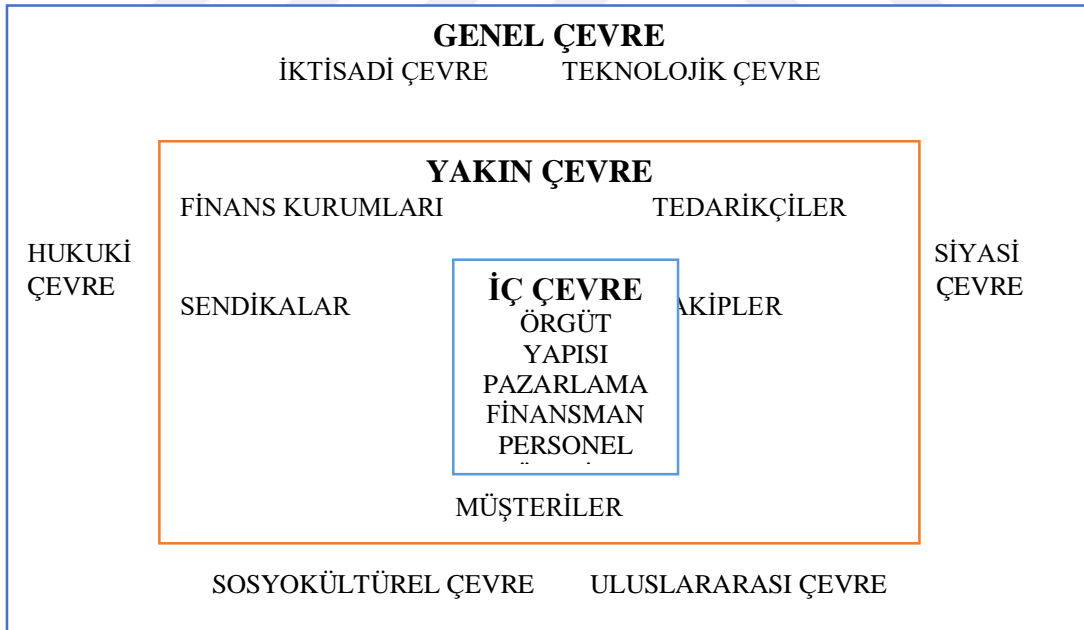 GENEL ÇEVRE
İKTİSADİ ÇEVRE TEKNOLOJİK ÇEVRE
YAKIN ÇEVRE
FİNANS KURUMLARI TEDARİKÇİLER
HUKUKİ ÇEVRE
SİYASİ ÇEVRE
SENDİKALAR
AKİPLER
İÇ ÇEVRE
ÖRGÜT
YAPISI
PAZARLAMA
FİNANSMAN
PERSONEL
MÜŞTERİLER
SOSYOKÜLTÜREL ÇEVRE ULUSLARARASI ÇEVRE